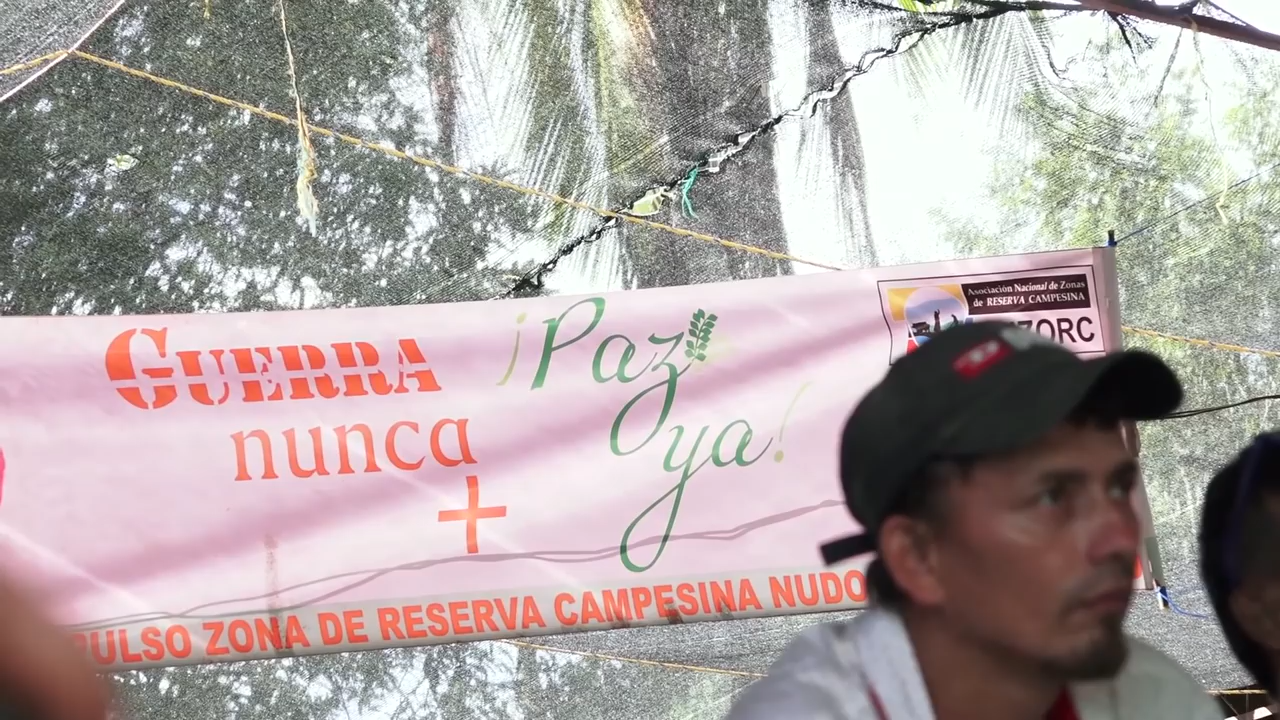 GUERRA
nunca
+
¡Paz
ya!
Asociación Nacional de Zonas
de RESERVA CAMPESINA
ZORC
PULSO ZONA DE RESERVA CAMPESINA NUDO